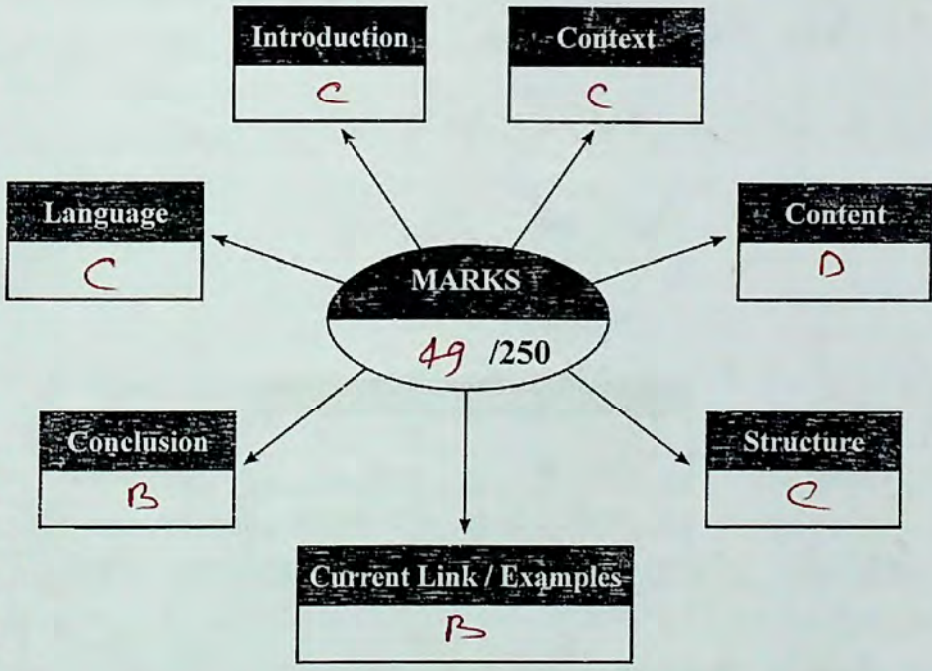 Introduction
C
Context
C
Language
C
Content
D
MARKS
49 /250
Conclusion
B
Structure
C
Current Link / Examples
B